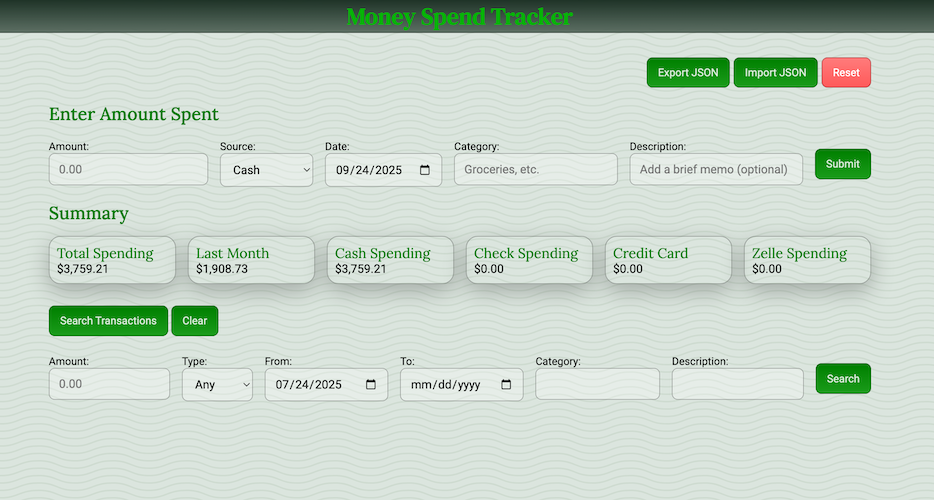 Money Spend Tracker
Export JSON Import JSON Reset
Enter Amount Spent
Amount: Source: Date: Category: Description:
0.00 Cash 09/24/2025 Groceries, etc. Add a brief memo (optional) Submit
Summary
Total Spending Last Month Cash Spending Check Spending Credit Card Zelle Spending
$3,759.21 $1,908.73 $3,759.21 $0.00 $0.00 $0.00
Search Transactions Clear
Amount: Type: From: To: Category: Description:
0.00 Any 07/24/2025 mm/dd/yyyy Search